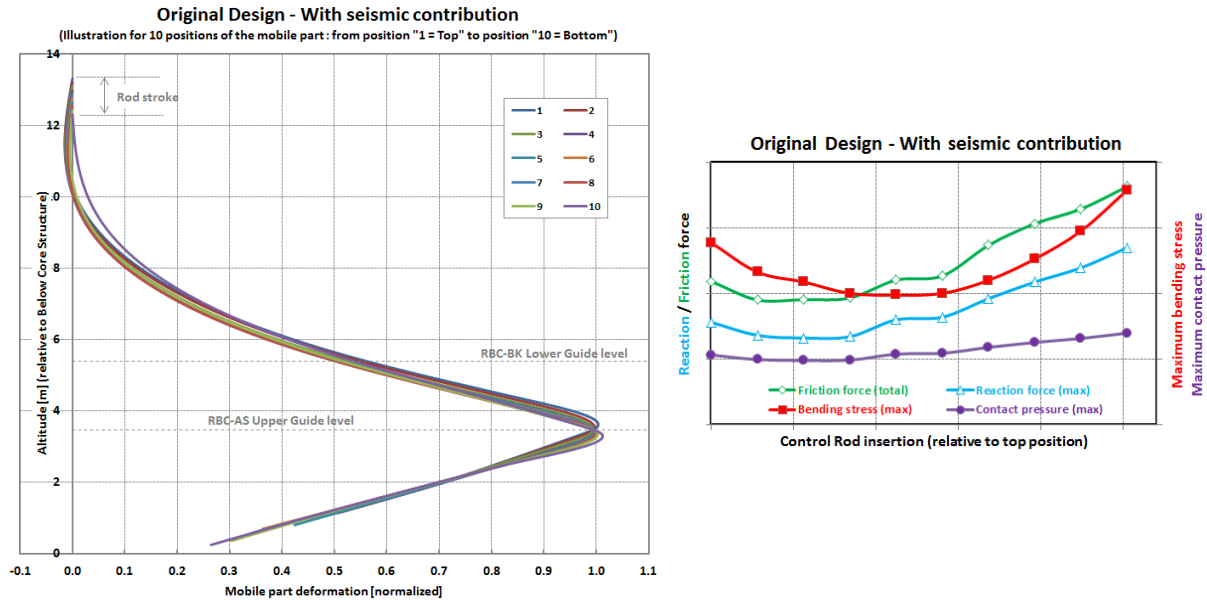 Original Design - With seismic contribution
(Illustration for 10 positions of the mobile part : from position "1 = Top" to position "10 = Bottom")
Altitude [m] (relative to Below Core Structure)
14
12
10
8
6
4
2
0
Rod stroke
1 2
3 4
5 6
7 8
9 10
RBC-BK Lower Guide level
RBC-AS Upper Guide level
-0.1 0.0 0.1 0.2 0.3 0.4 0.5 0.6 0.7 0.8 0.9 1.0 1.1
Mobile part deformation [normalized]
Original Design - With seismic contribution
Reaction / Friction force
Friction force (total) Reaction force (max)
Bending stress (max) Contact pressure (max)
Control Rod insertion (relative to top position)
Maximum bending stress
Maximum contact pressure